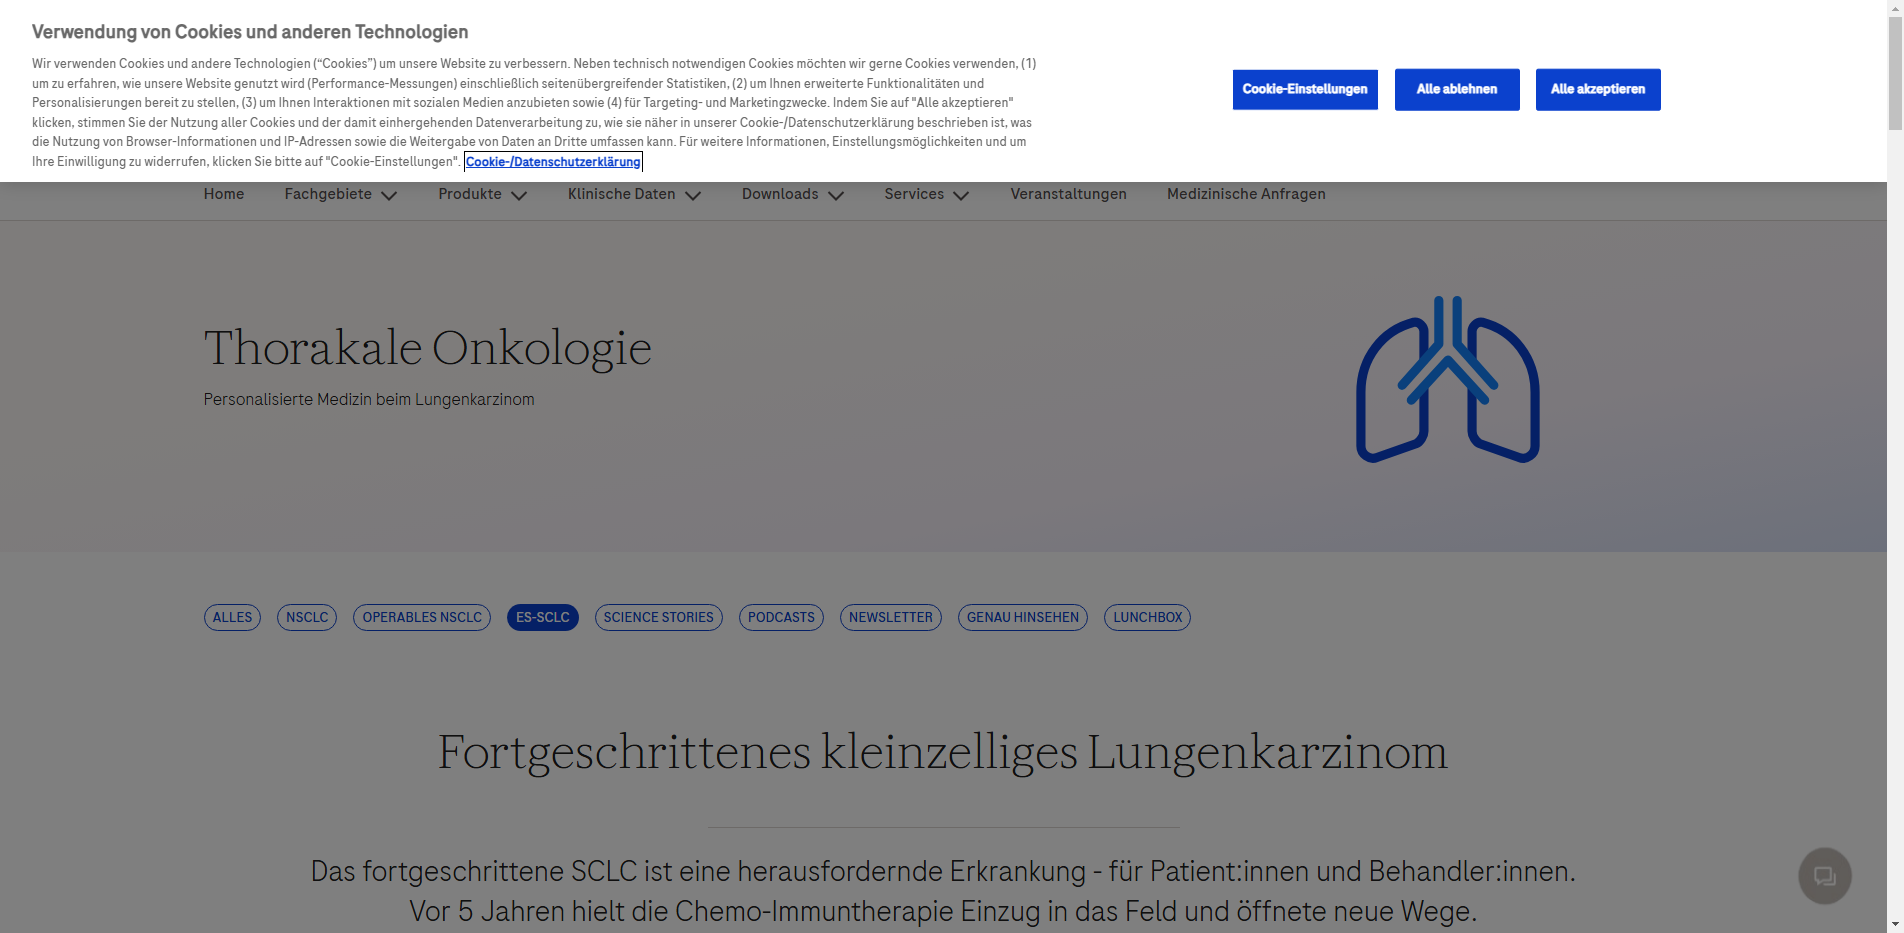 Verwendung von Cookies und anderen Technologien
Wir verwenden Cookies und andere Technologien (“Cookies”) um unsere Website zu verbessern. Neben technisch notwendigen Cookies möchten wir gerne Cookies verwenden, (1)
um zu erfahren, wie unsere Website genutzt wird (Performance-Messungen) einschließlich seitenübergreifender Statistiken, (2) um Ihnen erweiterte Funktionalitäten und
Personalisierungen bereit zu stellen, (3) um Ihnen Interaktionen mit sozialen Medien anzubieten sowie (4) für Targeting- und Marketingzwecke. Indem Sie auf "Alle akzeptieren"
klicken, stimmen Sie der Nutzung aller Cookies und der damit einhergehenden Datenverarbeitung zu, wie sie näher in unserer Cookie-/Datenschutzerklärung beschrieben ist, was
die Nutzung von Browser-Informationen und IP-Adressen sowie die Weitergabe von Daten an Dritte umfassen kann. Für weitere Informationen, Einstellungsmöglichkeiten und um
Ihre Einwilligung zu widerrufen, klicken Sie bitte auf "Cookie-Einstellungen". Cookie-/Datenschutzerklärung
Cookie-Einstellungen Alle ablehnen Alle akzeptieren
Home Fachgebiete Produkte Klinische Daten Downloads Services Veranstaltungen Medizinische Anfragen
Thorakale Onkologie
Personalisierte Medizin beim Lungenkarzinom
ALLES NSCLC OPERABLES NSCLC ES-SCLC SCIENCE STORIES PODCASTS NEWSLETTER GENAU HINSEHEN LUNCHBOX
Fortgeschrittenes kleinzelliges Lungenkarzinom
Das fortgeschrittene SCLC ist eine herausfordernde Erkrankung - für Patient:innen und Behandler:innen.
Vor 5 Jahren hielt die Chemo-Immuntherapie Einzug in das Feld und öffnete neue Wege.